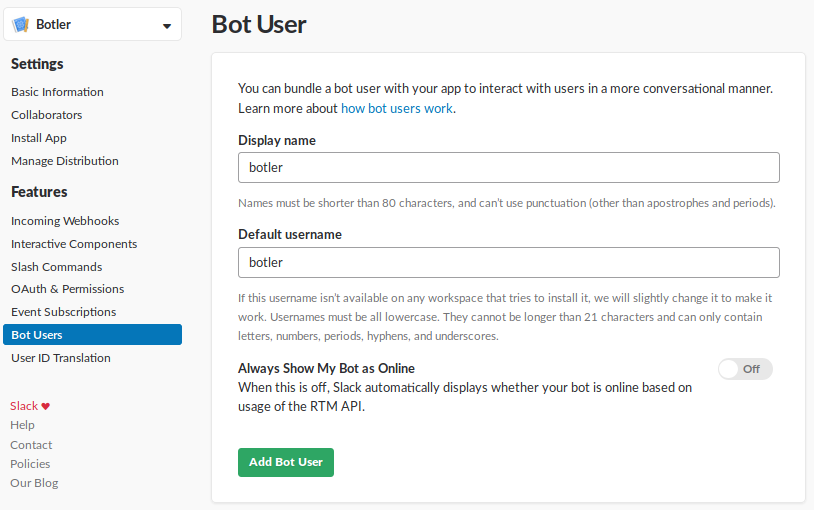 Botler
Settings
Basic Information
Collaborators
Install App
Manage Distribution
Features
Incoming Webhooks
Interactive Components
Slash Commands
OAuth & Permissions
Event Subscriptions
Bot Users
User ID Translation
Slack ♥
Help
Contact
Policies
Our Blog
Bot User
You can bundle a bot user with your app to interact with users in a more conversational manner.
Learn more about how bot users work.
Display name
botler
Names must be shorter than 80 characters, and can't use punctuation (other than apostrophes and periods).
Default username
botler
If this username isn't available on any workspace that tries to install it, we will slightly change it to make it
work. Usernames must be all lowercase. They cannot be longer than 21 characters and can only contain
letters, numbers, periods, hyphens, and underscores.
Always Show My Bot as Online
Off
When this is off, Slack automatically displays whether your bot is online based on
usage of the RTM API.
Add Bot User